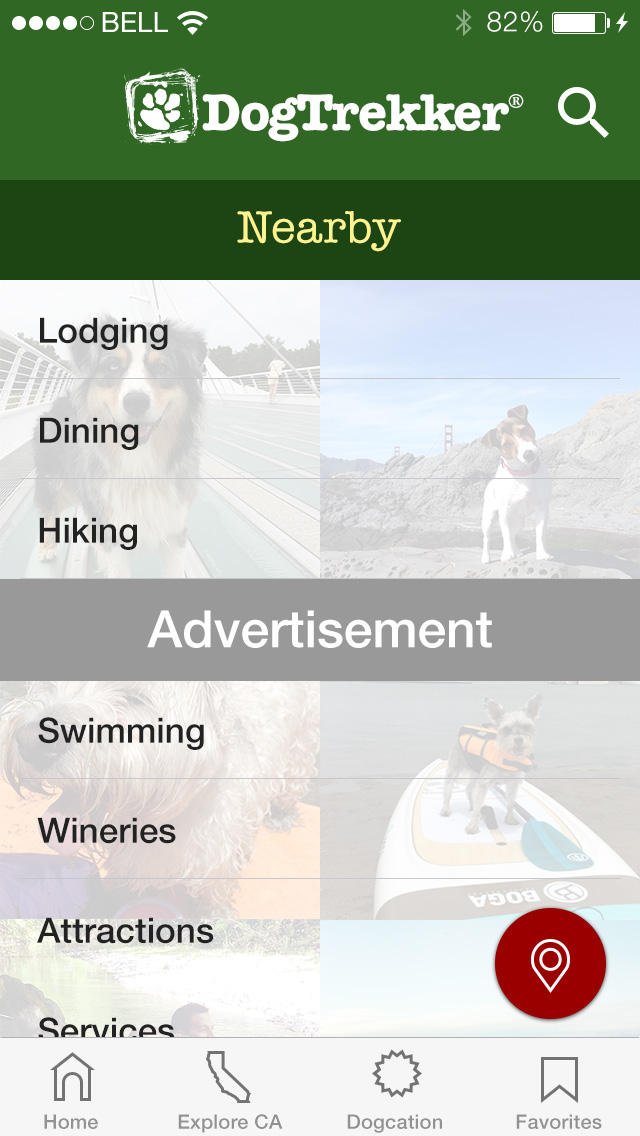 BELL 82%
DogTrekker®
Nearby
Lodging
Dining
Hiking
Advertisement
Swimming
Wineries
BOGA
Attractions
Services
Home Explore CA Dogcation Favorites